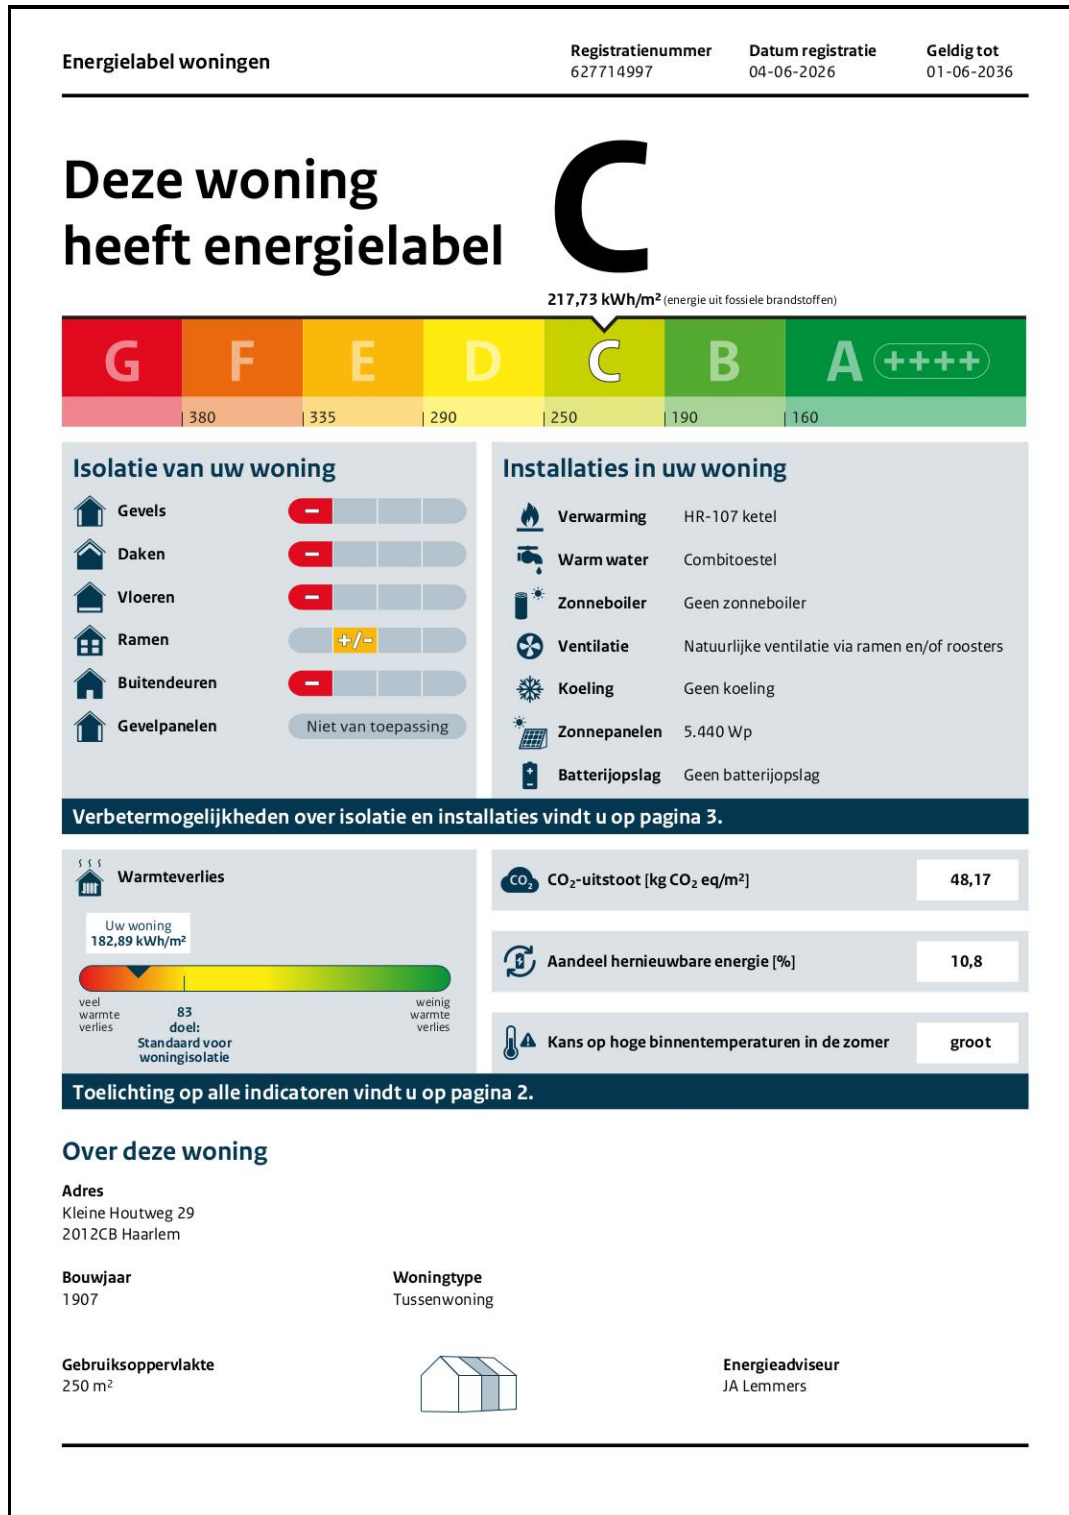 Energielabel woningen
Registratienummer
627714997
Datum registratie
04-06-2026
Geldig tot
01-06-2036
Deze woning
heeft energielabel
C
217,73 kWh/m² (energie uit fossiele brandstoffen)
G F E D C B A ++++
380 335 290 250 190 160
Isolatie van uw woning
Gevels –
Daken –
Vloeren –
Ramen +/-
Buitendeuren –
Gevelpanelen Niet van toepassing
Installaties in uw woning
Verwarming HR-107 ketel
Warm water Combitoestel
Zonneboiler Geen zonneboiler
Ventilatie Natuurlijke ventilatie via ramen en/of roosters
Koeling Geen koeling
Zonnepanelen 5.440 Wp
Batterijopslag Geen batterijopslag
Verbetermogelijkheden over isolatie en installaties vindt u op pagina 3.
Warmteverlies
Uw woning
182,89 kWh/m²
veel
warmte
verlies
83
doel:
Standaard voor
woningisolatie
weinig
warmte
verlies
CO₂ CO₂-uitstoot [kg CO₂ eq/m²] 48,17
Aandeel hernieuwbare energie [%] 10,8
Kans op hoge binnentemperaturen in de zomer groot
Toelichting op alle indicatoren vindt u op pagina 2.
Over deze woning
Adres
Kleine Houtweg 29
2012CB Haarlem
Bouwjaar
1907
Woningtype
Tussenwoning
Gebruiksoppervlakte
250 m²
Energieadviseur
JA Lemmers